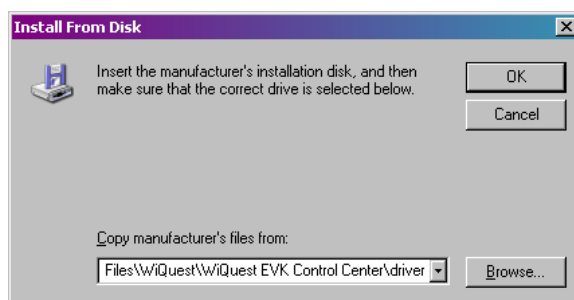 Install From Disk
Insert the manufacturer's installation disk, and then
make sure that the correct drive is selected below.
OK
Cancel
Copy manufacturer's files from:
Files\WiQuest\WiQuest EVK Control Center\driver
Browse...